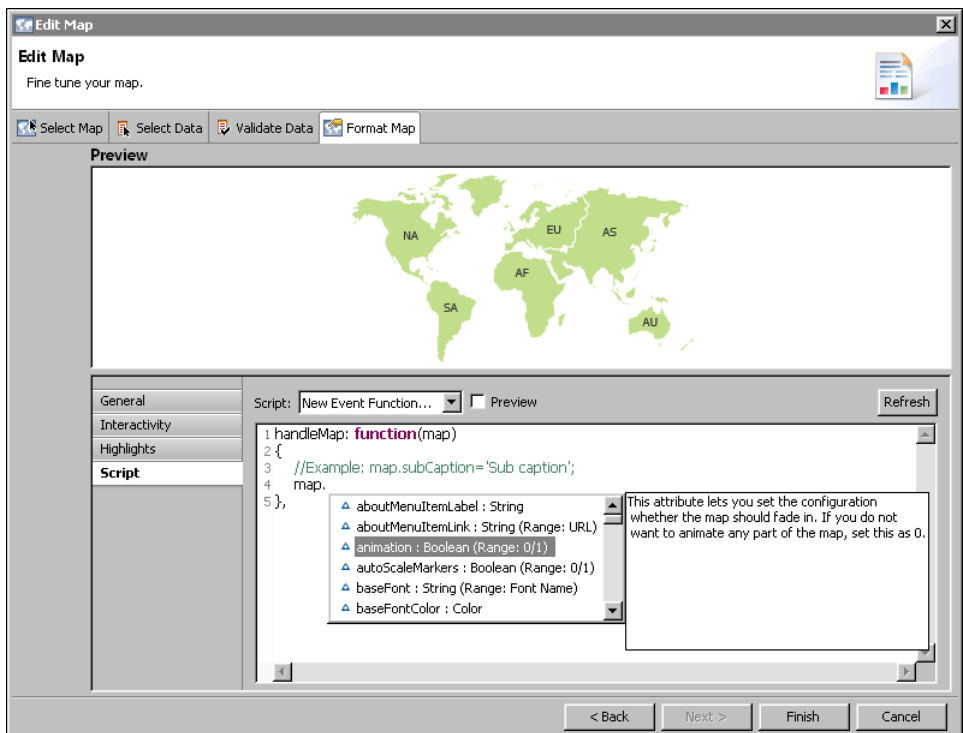 Edit Map
Edit Map
Fine tune your map.
Select Map
Select Data
Validate Data
Format Map
Preview
NA
EU
AS
AF
SA
AU
General
Interactivity
Highlights
Script
Script: New Event Function... Preview Refresh
1 handleMap: function(map)
2 {
3 //Example: map.subCaption='Sub caption';
4 map.
5 },
aboutMenuItemLabel : String
aboutMenuItemLink : String (Range: URL)
animation : Boolean (Range: 0/1)
autoScaleMarkers : Boolean (Range: 0/1)
baseFont : String (Range: Font Name)
baseFontColor : Color
This attribute lets you set the configuration
whether the map should fade in. If you do not
want to animate any part of the map, set this as 0.
< Back
Next >
Finish
Cancel